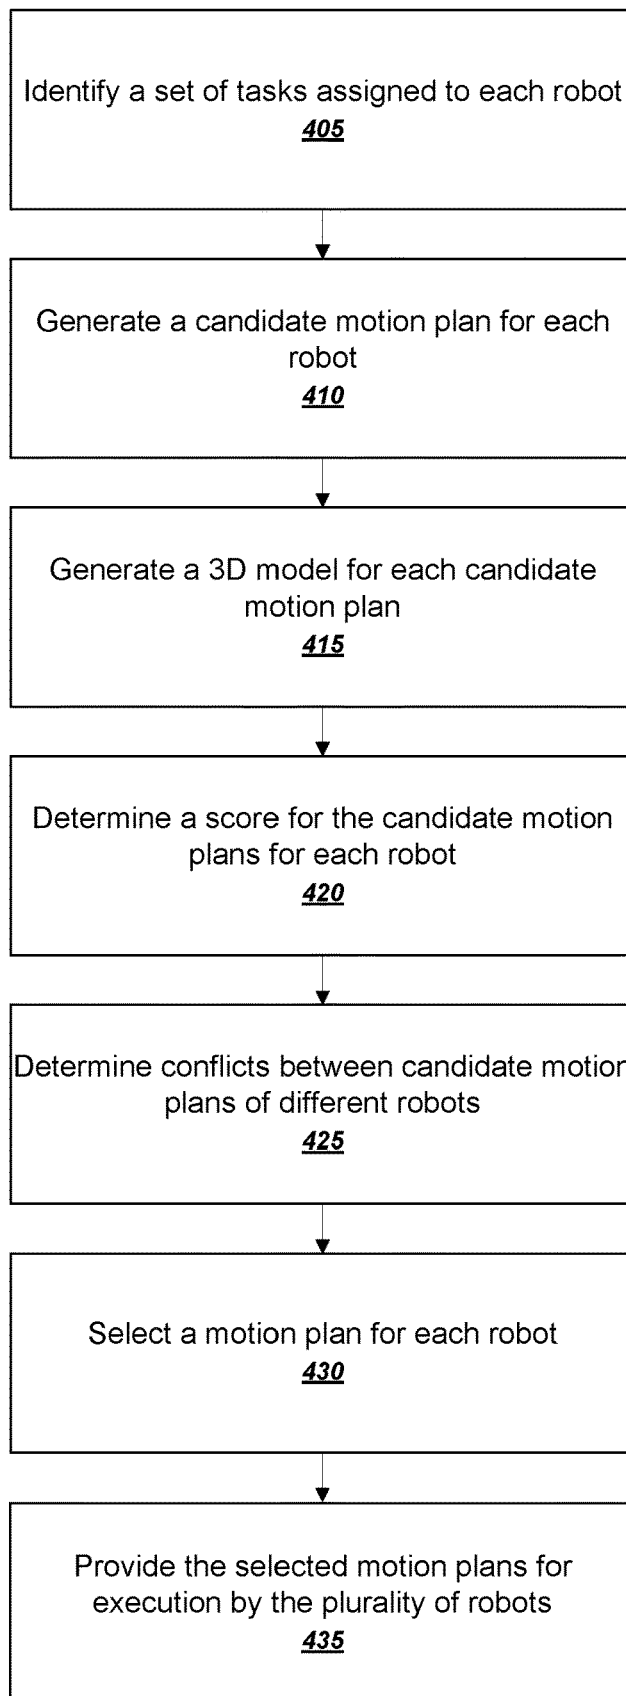 Identify a set of tasks assigned to each robot
405
Generate a candidate motion plan for each
robot
410
Generate a 3D model for each candidate
motion plan
415
Determine a score for the candidate motion
plans for each robot
420
Determine conflicts between candidate motion
plans of different robots
425
Select a motion plan for each robot
430
Provide the selected motion plans for
execution by the plurality of robots
435